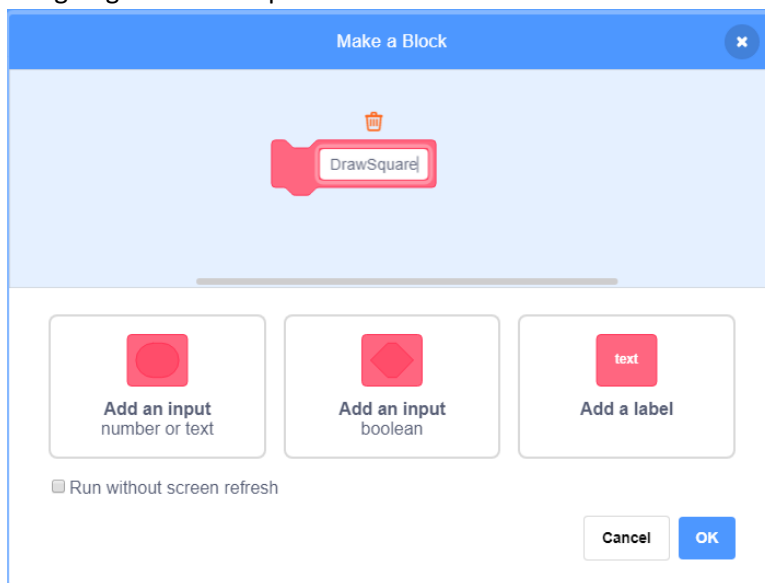 Make a Block
DrawSquare
text
Add an input
number or text
Add an input
boolean
Add a label
Run without screen refresh
Cancel
OK